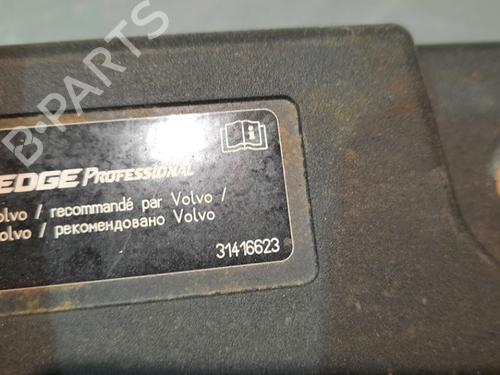 B-PARTS
EDGE PROFESSIONAL
olvo / recommandé par Volvo /
olvo / рекомендовано Volvo
31416623